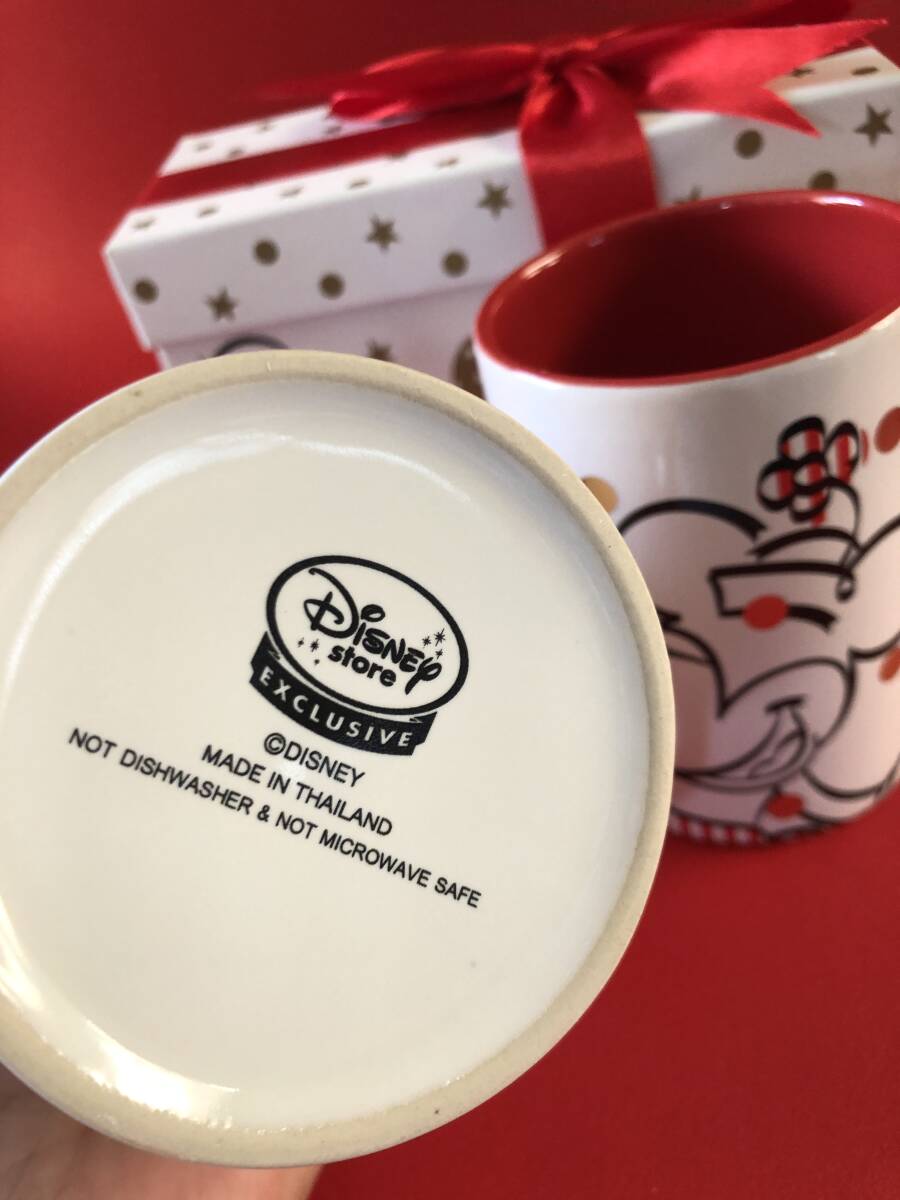 Disney
store
EXCLUSIVE
©DISNEY
MADE IN THAILAND
NOT DISHWASHER & NOT MICROWAVE SAFE